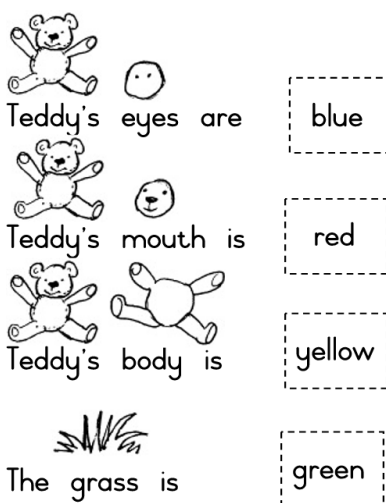 Teddy's eyes are blue
Teddy's mouth is red
Teddy's body is yellow
The grass is green